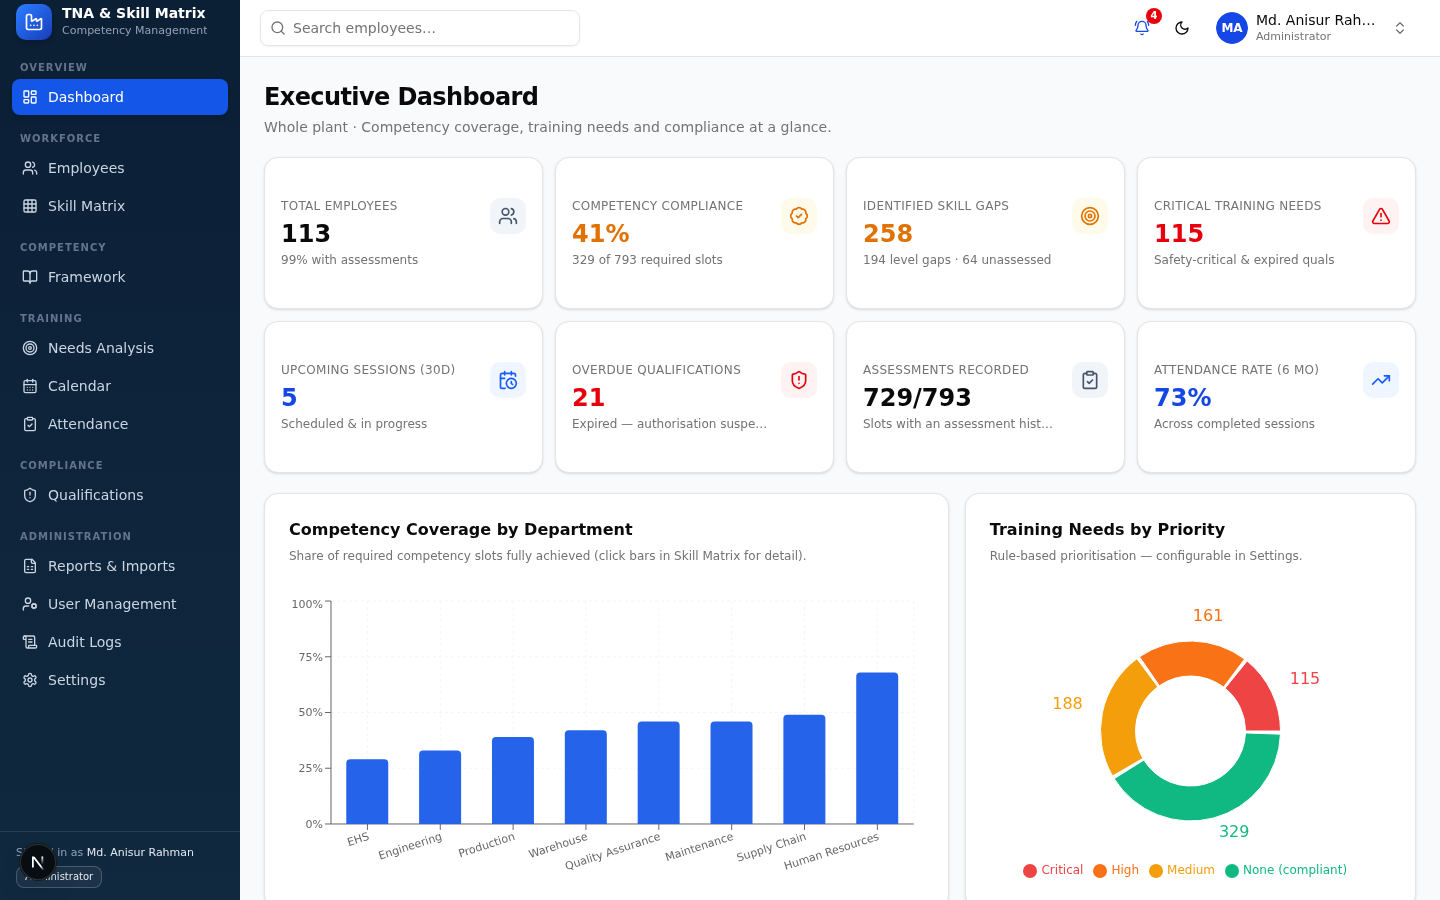 TNA & Skill Matrix
Competency Management
OVERVIEW
Dashboard
WORKFORCE
Employees
Skill Matrix
COMPETENCY
Framework
TRAINING
Needs Analysis
Calendar
Attendance
COMPLIANCE
Qualifications
ADMINISTRATION
Reports & Imports
User Management
Audit Logs
Settings
in as Md. Anisur Rahman
N
Search employees...
4
MA
Md. Anisur Rah...
Administrator
Executive Dashboard
Whole plant · Competency coverage, training needs and compliance at a glance.
TOTAL EMPLOYEES
113
99% with assessments
COMPETENCY COMPLIANCE
41%
329 of 793 required slots
IDENTIFIED SKILL GAPS
258
194 level gaps · 64 unassessed
CRITICAL TRAINING NEEDS
115
Safety-critical & expired quals
UPCOMING SESSIONS (30D)
5
Scheduled & in progress
OVERDUE QUALIFICATIONS
21
Expired — authorisation suspe...
ASSESSMENTS RECORDED
729/793
Slots with an assessment hist...
ATTENDANCE RATE (6 MO)
73%
Across completed sessions
Competency Coverage by Department
Share of required competency slots fully achieved (click bars in Skill Matrix for detail).
100%
75%
50%
25%
0%
EHS
Engineering
Production
Warehouse
Quality Assurance
Maintenance
Supply Chain
Human Resources
Training Needs by Priority
Rule-based prioritisation — configurable in Settings.
161
115
188
329
Critical
High
Medium
None (compliant)